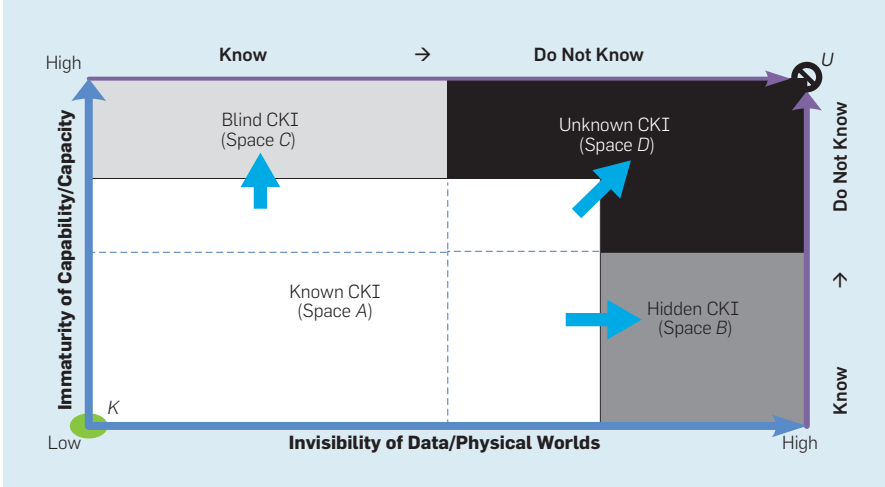 Know → Do Not Know
U
High
Blind CKI
(Space C)
Unknown CKI
(Space D)
Immaturity of Capability/Capacity
Do Not Know
→
Know
Known CKI
(Space A)
Hidden CKI
(Space B)
K
Low
Invisibility of Data/Physical Worlds
High